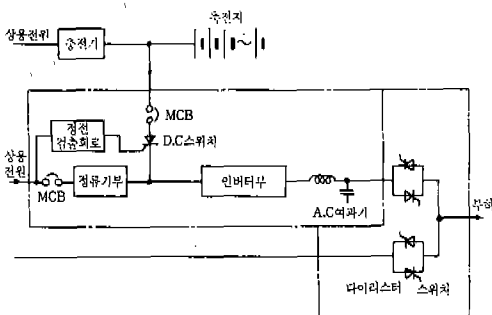 상용전위
충전기
축전지
MCB
D.C스위치
정전
검출회로
상용
전원
MCB
정류기부
인버터부
A.C여과기
부하
다이리스터 스위치